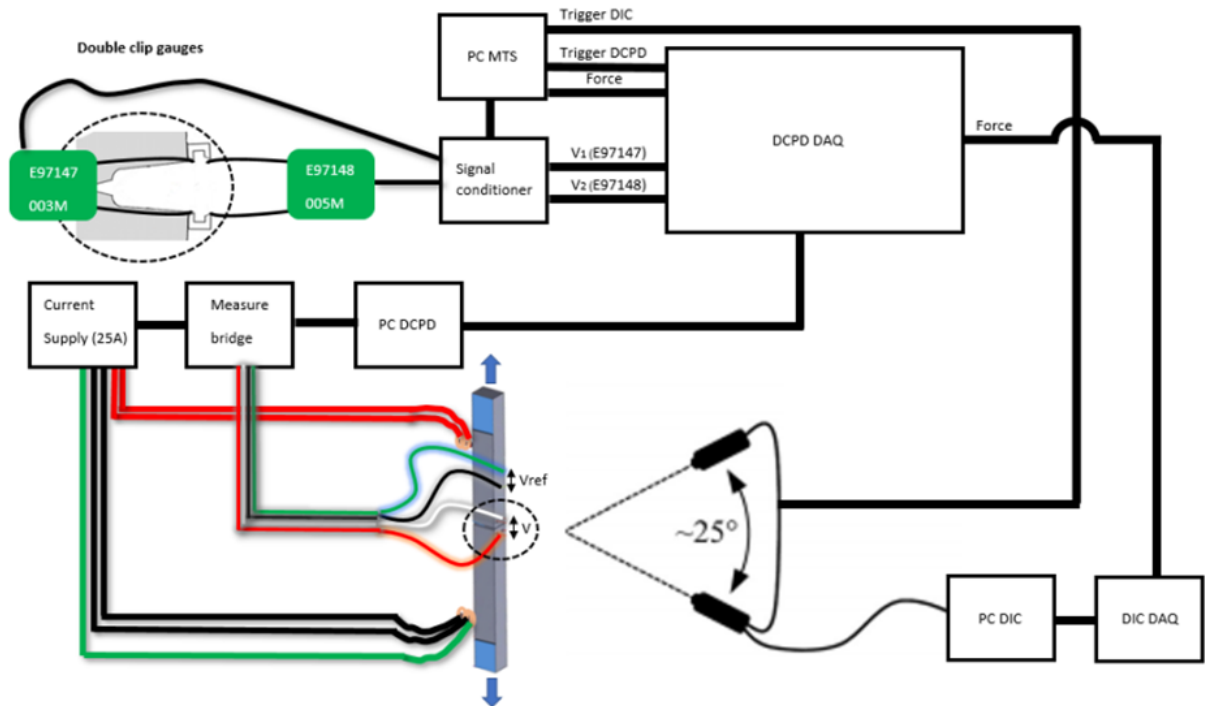 Trigger DIC
Double clip gauges
PC MTS
Trigger DCPD
Force
DCPD DAQ
Force
E97147
003M
E97148
005M
Signal
conditioner
V1 (E97147)
V2 (E97148)
Current
Supply (25A)
Measure
bridge
PC DCPD
Vref
V
~25°
PC DIC
DIC DAQ